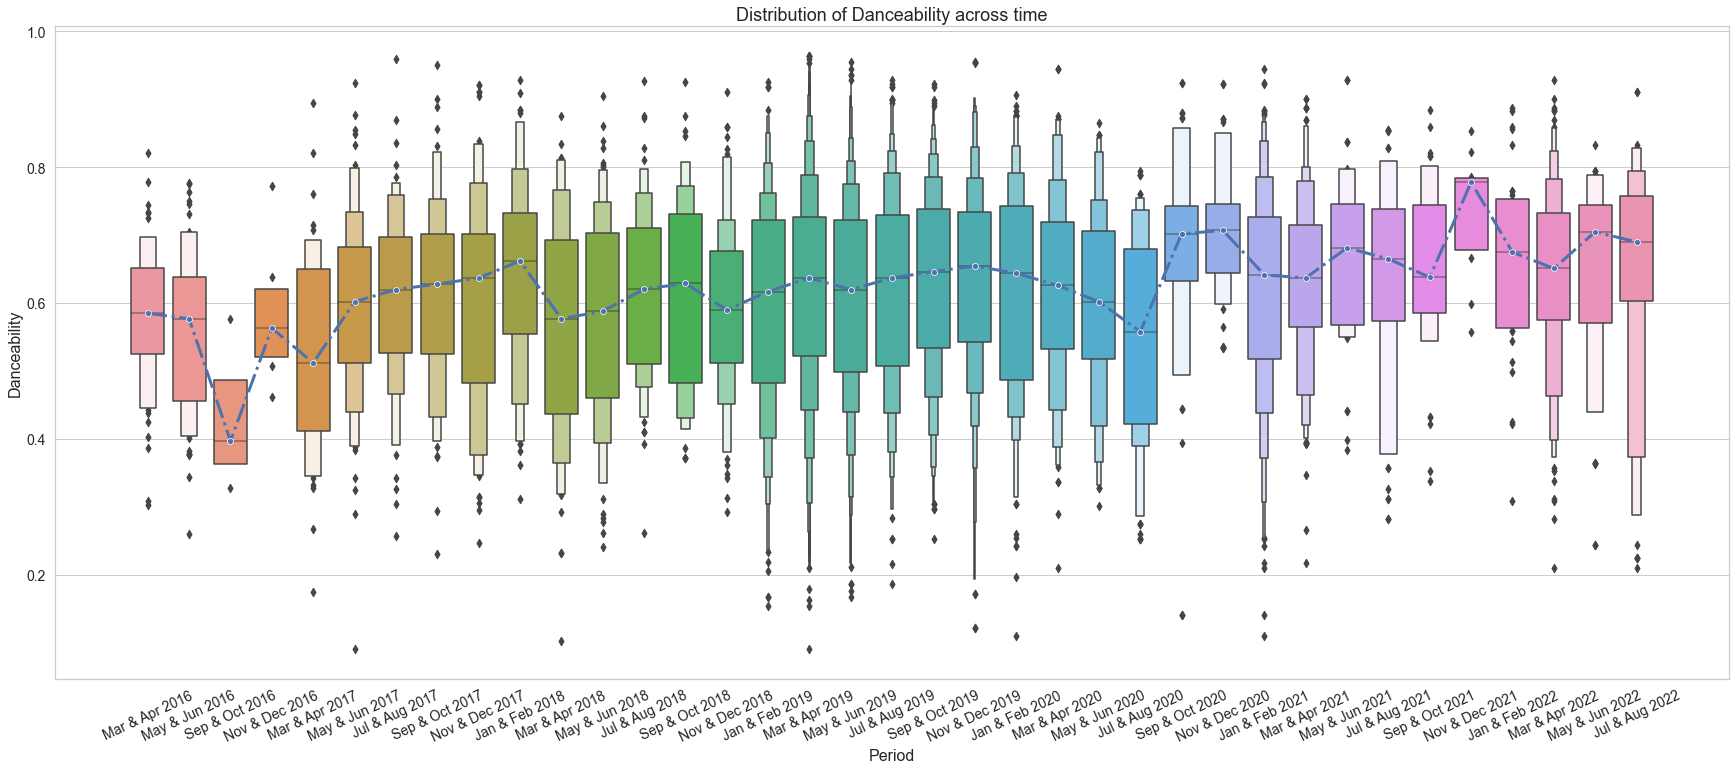 Distribution of Danceability across time
Danceability
1.0
0.8
0.6
0.4
0.2
Mar & Apr 2016
May & Jun 2016
Sep & Oct 2016
Nov & Dec 2016
Mar & Apr 2017
May & Jun 2017
Jul & Aug 2017
Sep & Oct 2017
Nov & Dec 2017
Jan & Feb 2018
Mar & Apr 2018
May & Jun 2018
Jul & Aug 2018
Sep & Oct 2018
Nov & Dec 2018
Jan & Feb 2019
Mar & Apr 2019
May & Jun 2019
Jul & Aug 2019
Sep & Oct 2019
Nov & Dec 2019
Jan & Feb 2020
Mar & Apr 2020
May & Jun 2020
Jul & Aug 2020
Sep & Oct 2020
Nov & Dec 2020
Jan & Feb 2021
Mar & Apr 2021
May & Jun 2021
Jul & Aug 2021
Sep & Oct 2021
Nov & Dec 2021
Jan & Feb 2022
Mar & Apr 2022
May & Jun 2022
Jul & Aug 2022
Period